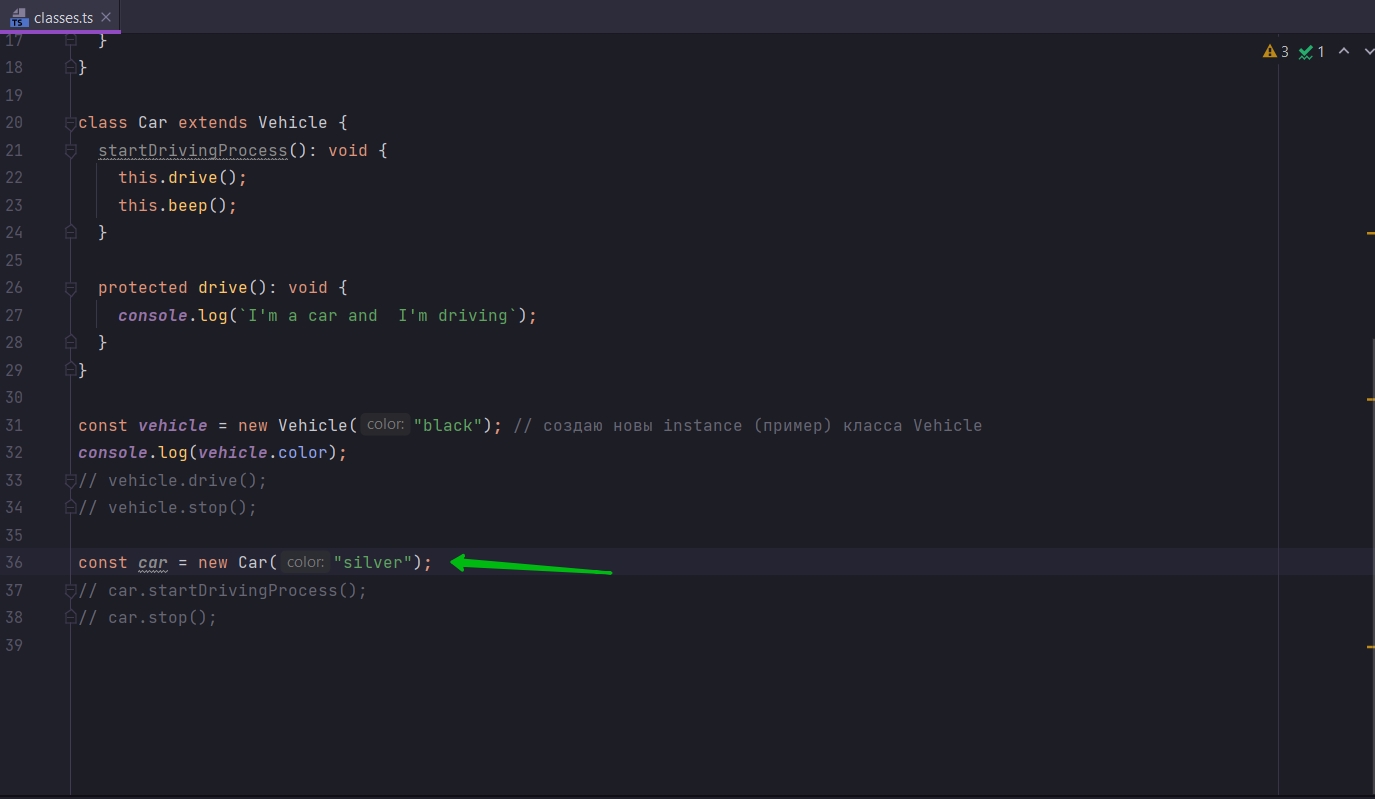 classes.ts
3 1
17 }
18 }
19
20 class Car extends Vehicle {
21 startDrivingProcess(): void {
22 this.drive();
23 this.beep();
24 }
25
26 protected drive(): void {
27 console.log(`I'm a car and  I'm driving`);
28 }
29 }
30
31 const vehicle = new Vehicle( color: "black"); // создаю новы instance (пример) класса Vehicle
32 console.log(vehicle.color);
33 // vehicle.drive();
34 // vehicle.stop();
35
36 const car = new Car( color: "silver");
37 // car.startDrivingProcess();
38 // car.stop();
39